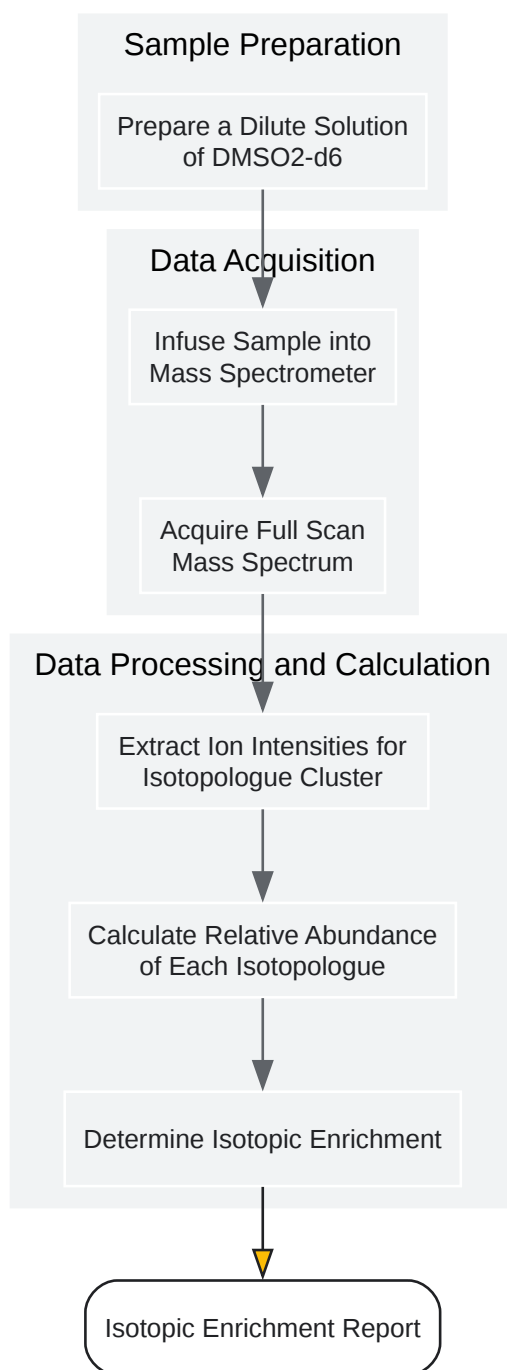 Sample Preparation
Prepare a Dilute Solution
of DMSO2-d6
Data Acquisition
Infuse Sample into
Mass Spectrometer
Acquire Full Scan
Mass Spectrum
Data Processing and Calculation
Extract Ion Intensities for
Isotopologue Cluster
Calculate Relative Abundance
of Each Isotopologue
Determine Isotopic Enrichment
Isotopic Enrichment Report